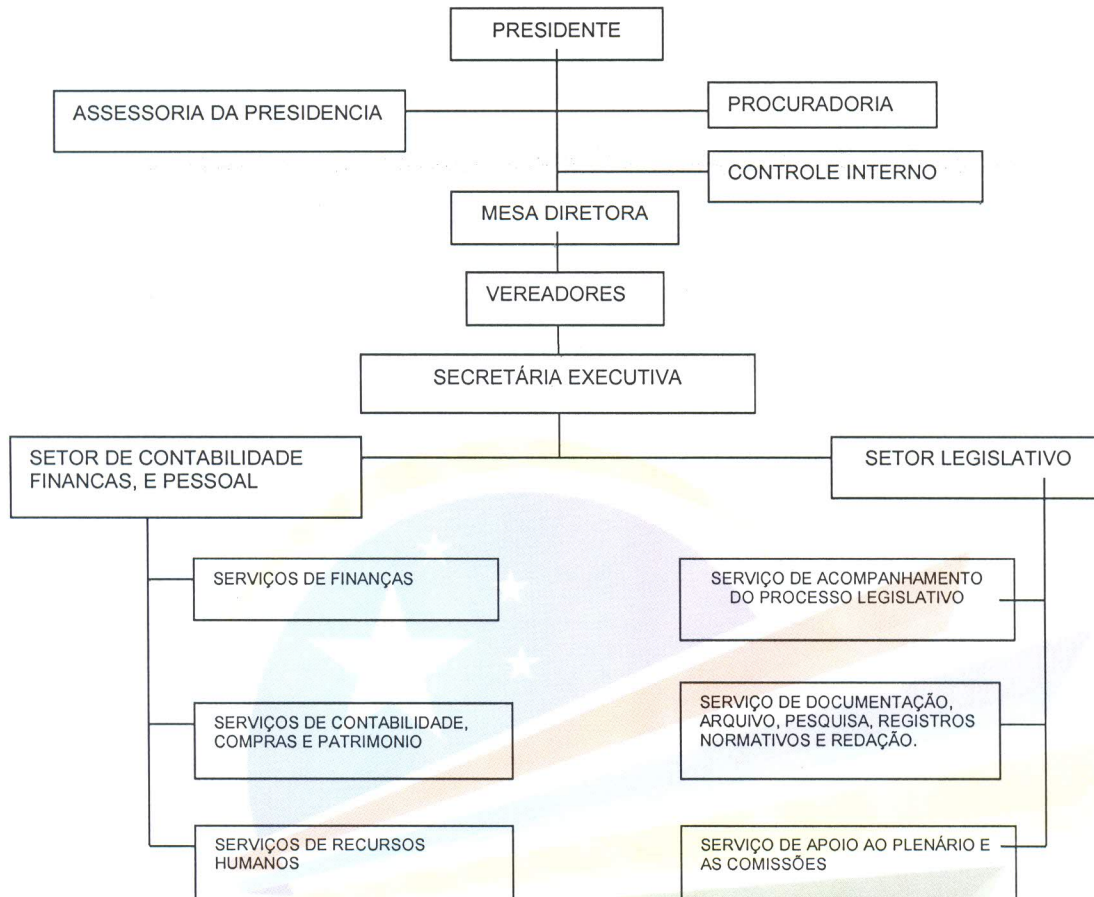 PRESIDENTE
ASSESSORIA DA PRESIDENCIA
PROCURADORIA
CONTROLE INTERNO
MESA DIRETORA
VEREADORES
SECRETÁRIA EXECUTIVA
SETOR DE CONTABILIDADE
FINANCAS, E PESSOAL
SETOR LEGISLATIVO
SERVIÇOS DE FINANÇAS
SERVIÇO DE ACOMPANHAMENTO
DO PROCESSO LEGISLATIVO
SERVIÇOS DE CONTABILIDADE,
COMPRAS E PATRIMONIO
SERVIÇO DE DOCUMENTAÇÃO,
ARQUIVO, PESQUISA, REGISTROS
NORMATIVOS E REDAÇÃO.
SERVIÇOS DE RECURSOS
HUMANOS
SERVIÇO DE APOIO AO PLENÁRIO E
AS COMISSÕES